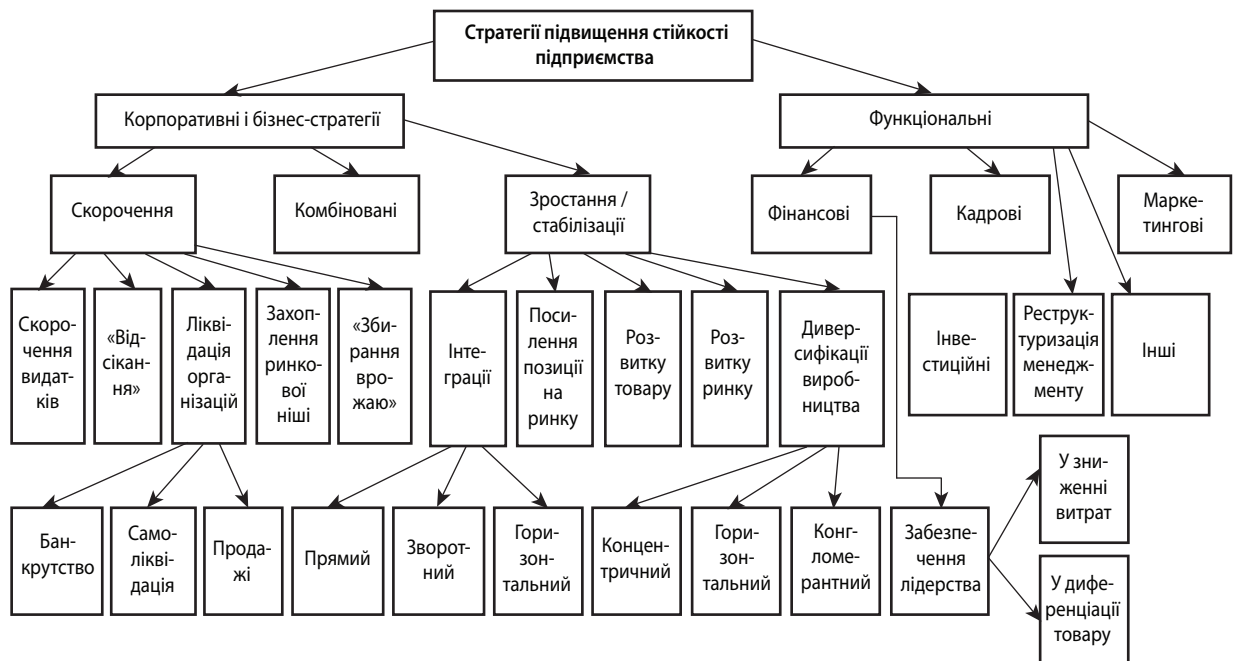 Стратегії підвищення стійкості
підприємства
Корпоративні і бізнес-стратегії
Функціональні
Скорочення
Комбіновані
Зростання /
стабілізації
Фінансові
Кадрові
Марке-
тингові
Скоро-
чення
видат-
ків
«Від-
сікан-
ня»
Лікві-
дація
орга-
нізацій
Захоп-
лення
ринко-
вої
ніші
«Зби-
рання
вро-
жаю»
Інте-
грації
Поси-
лення
позиції
на
ринку
Роз-
витку
товару
Роз-
витку
ринку
Дивер-
сифікації
вироб-
ництва
Інве-
стиційні
Реструк-
туризація
менедж-
менту
Інші
Бан-
крутство
Само-
лікві-
дація
Прода-
жі
Прямий
Зворот-
ний
Гори-
зон-
тальний
Концен-
тричний
Гори-
зон-
тальний
Конг-
ломе-
рантний
Забезпе-
чення
лідерства
У зни-
женні
витрат
У дифе-
ренціації
товару